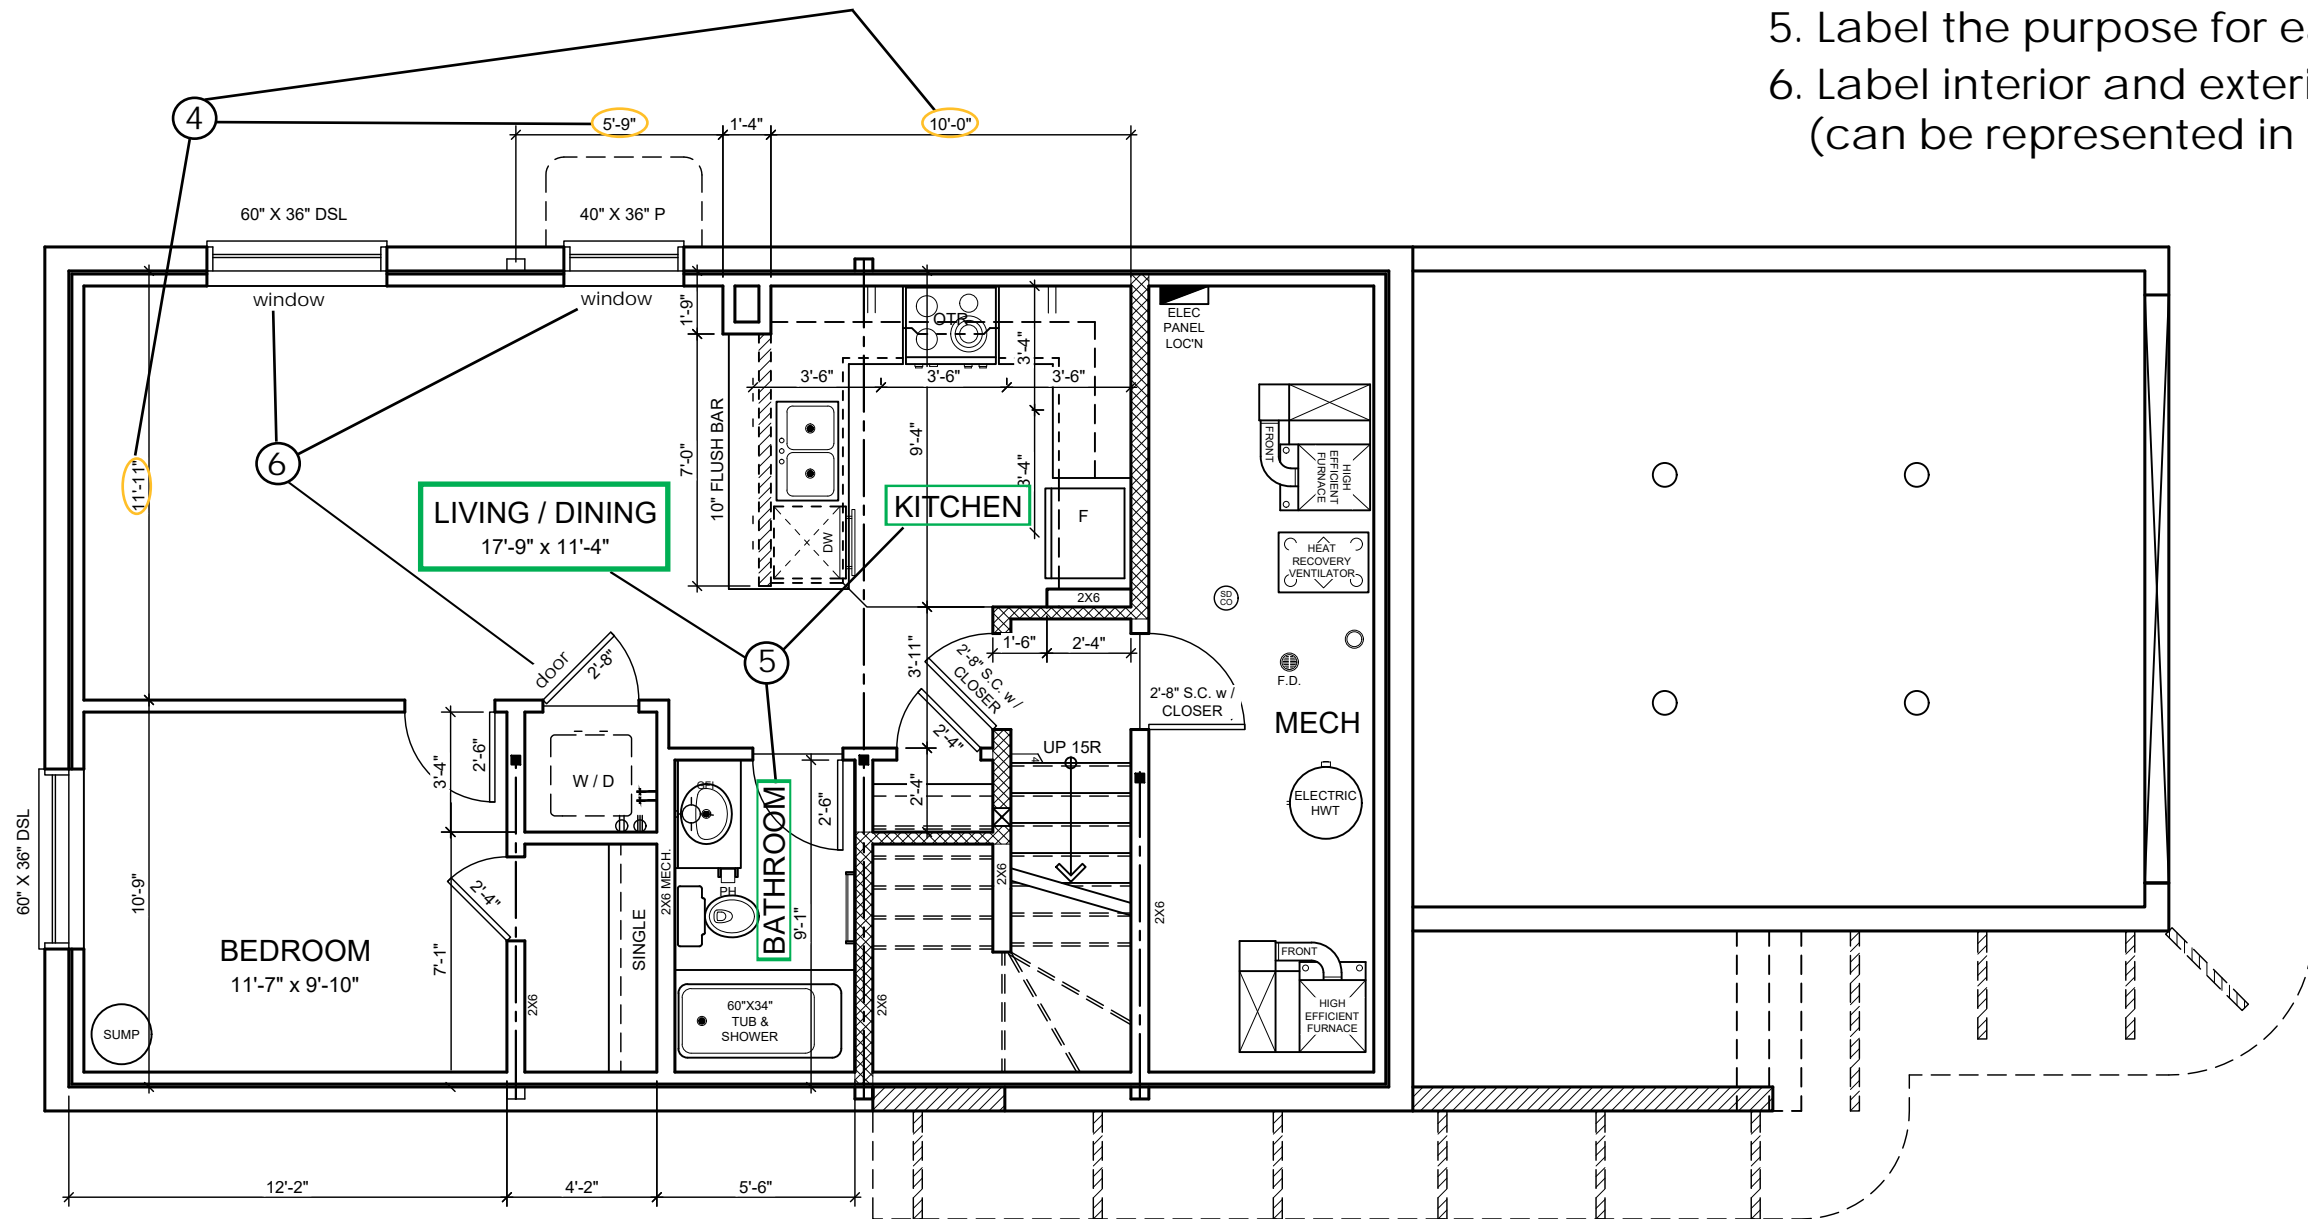 5. Label the purpose for ea
6. Label interior and exteri
(can be represented in
4
5'-9"
1'-4"
10'-0"
60" X 36" DSL
40" X 36" P
window
window
1'-9"
OTR
3'-4"
ELEC
PANEL
LOC'N
3'-6"
3'-6"
3'-6"
FRONT
HIGH
EFFICIENT
FURNACE
6
11'-11"
7'-0"
10" FLUSH BAR
9'-4"
3'-4"
LIVING / DINING
17'-9" x 11'-4"
KITCHEN
F
DW
HEAT
RECOVERY
VENTILATOR
2X6
SD
CO
5
door
2'-8"
3'-11"
1'-6"
2'-4"
2'-8" S.C. w /
CLOSER
2'-8" S.C. w /
CLOSER
F.D.
MECH
2'-4"
UP 15R
3'-4"
2'-6"
W / D
GFI
2'-6"
2'-4"
ELECTRIC
HWT
60" X 36" DSL
10'-9"
2'-4"
2X6 MECH.
PH
BATHROOM
9'-1"
2X6
2X6
BEDROOM
11'-7" x 9'-10"
7'-1"
SINGLE
FRONT
SUMP
2X6
60"X34"
TUB &
SHOWER
2X6
HIGH
EFFICIENT
FURNACE
12'-2"
4'-2"
5'-6"